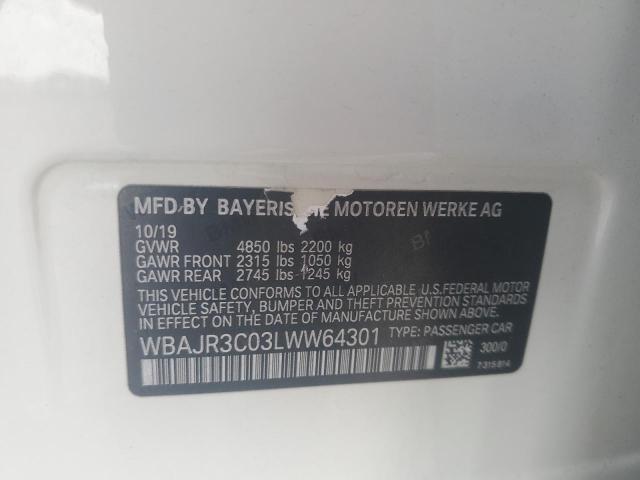 MFD BY BAYERISCHE MOTOREN WERKE AG
10/19
GVWR 4850 lbs 2200 kg
GAWR FRONT 2315 lbs 1050 kg
GAWR REAR 2745 lbs 1245 kg
THIS VEHICLE CONFORMS TO ALL APPLICABLE U.S.FEDERAL MOTOR
VEHICLE SAFETY, BUMPER, AND THEFT PREVENTION STANDARDS
IN EFFECT ON THE DATE OF MANUFACTURE SHOWN ABOVE.
WBAJR3C03LWW64301 TYPE: PASSENGER CAR
300/0
7315814